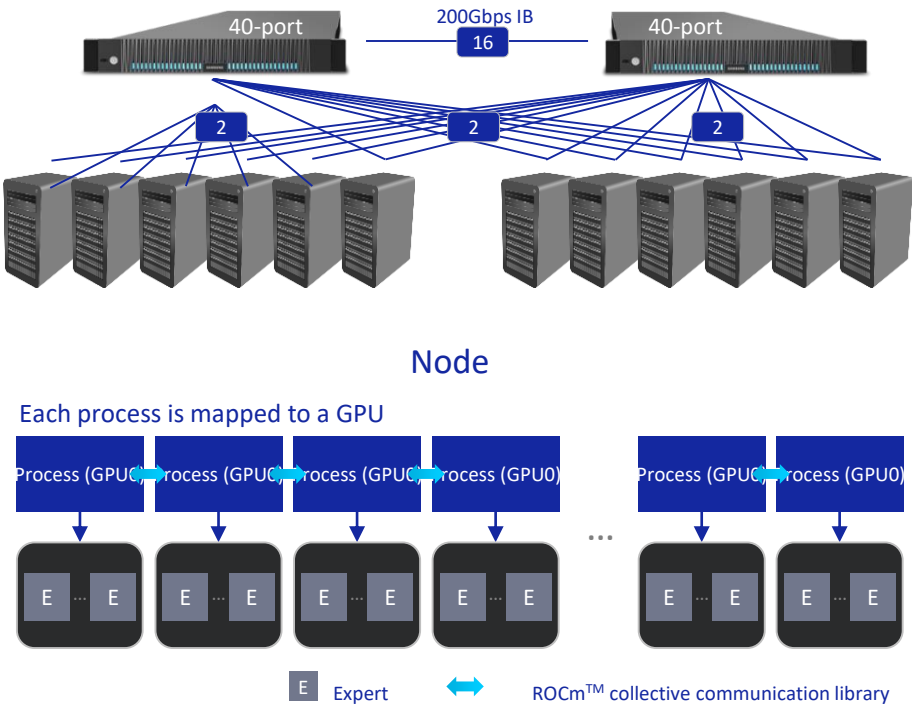 200Gbps IB
40-port
16
40-port
2
2
2
Node
Each process is mapped to a GPU
Process (GPU0) Process (GPU0) Process (GPU0) Process (GPU0) Process (GPU0) Process (GPU0)
...
E ... E E ... E E ... E E ... E E ... E E ... E
E Expert ROCm™ collective communication library